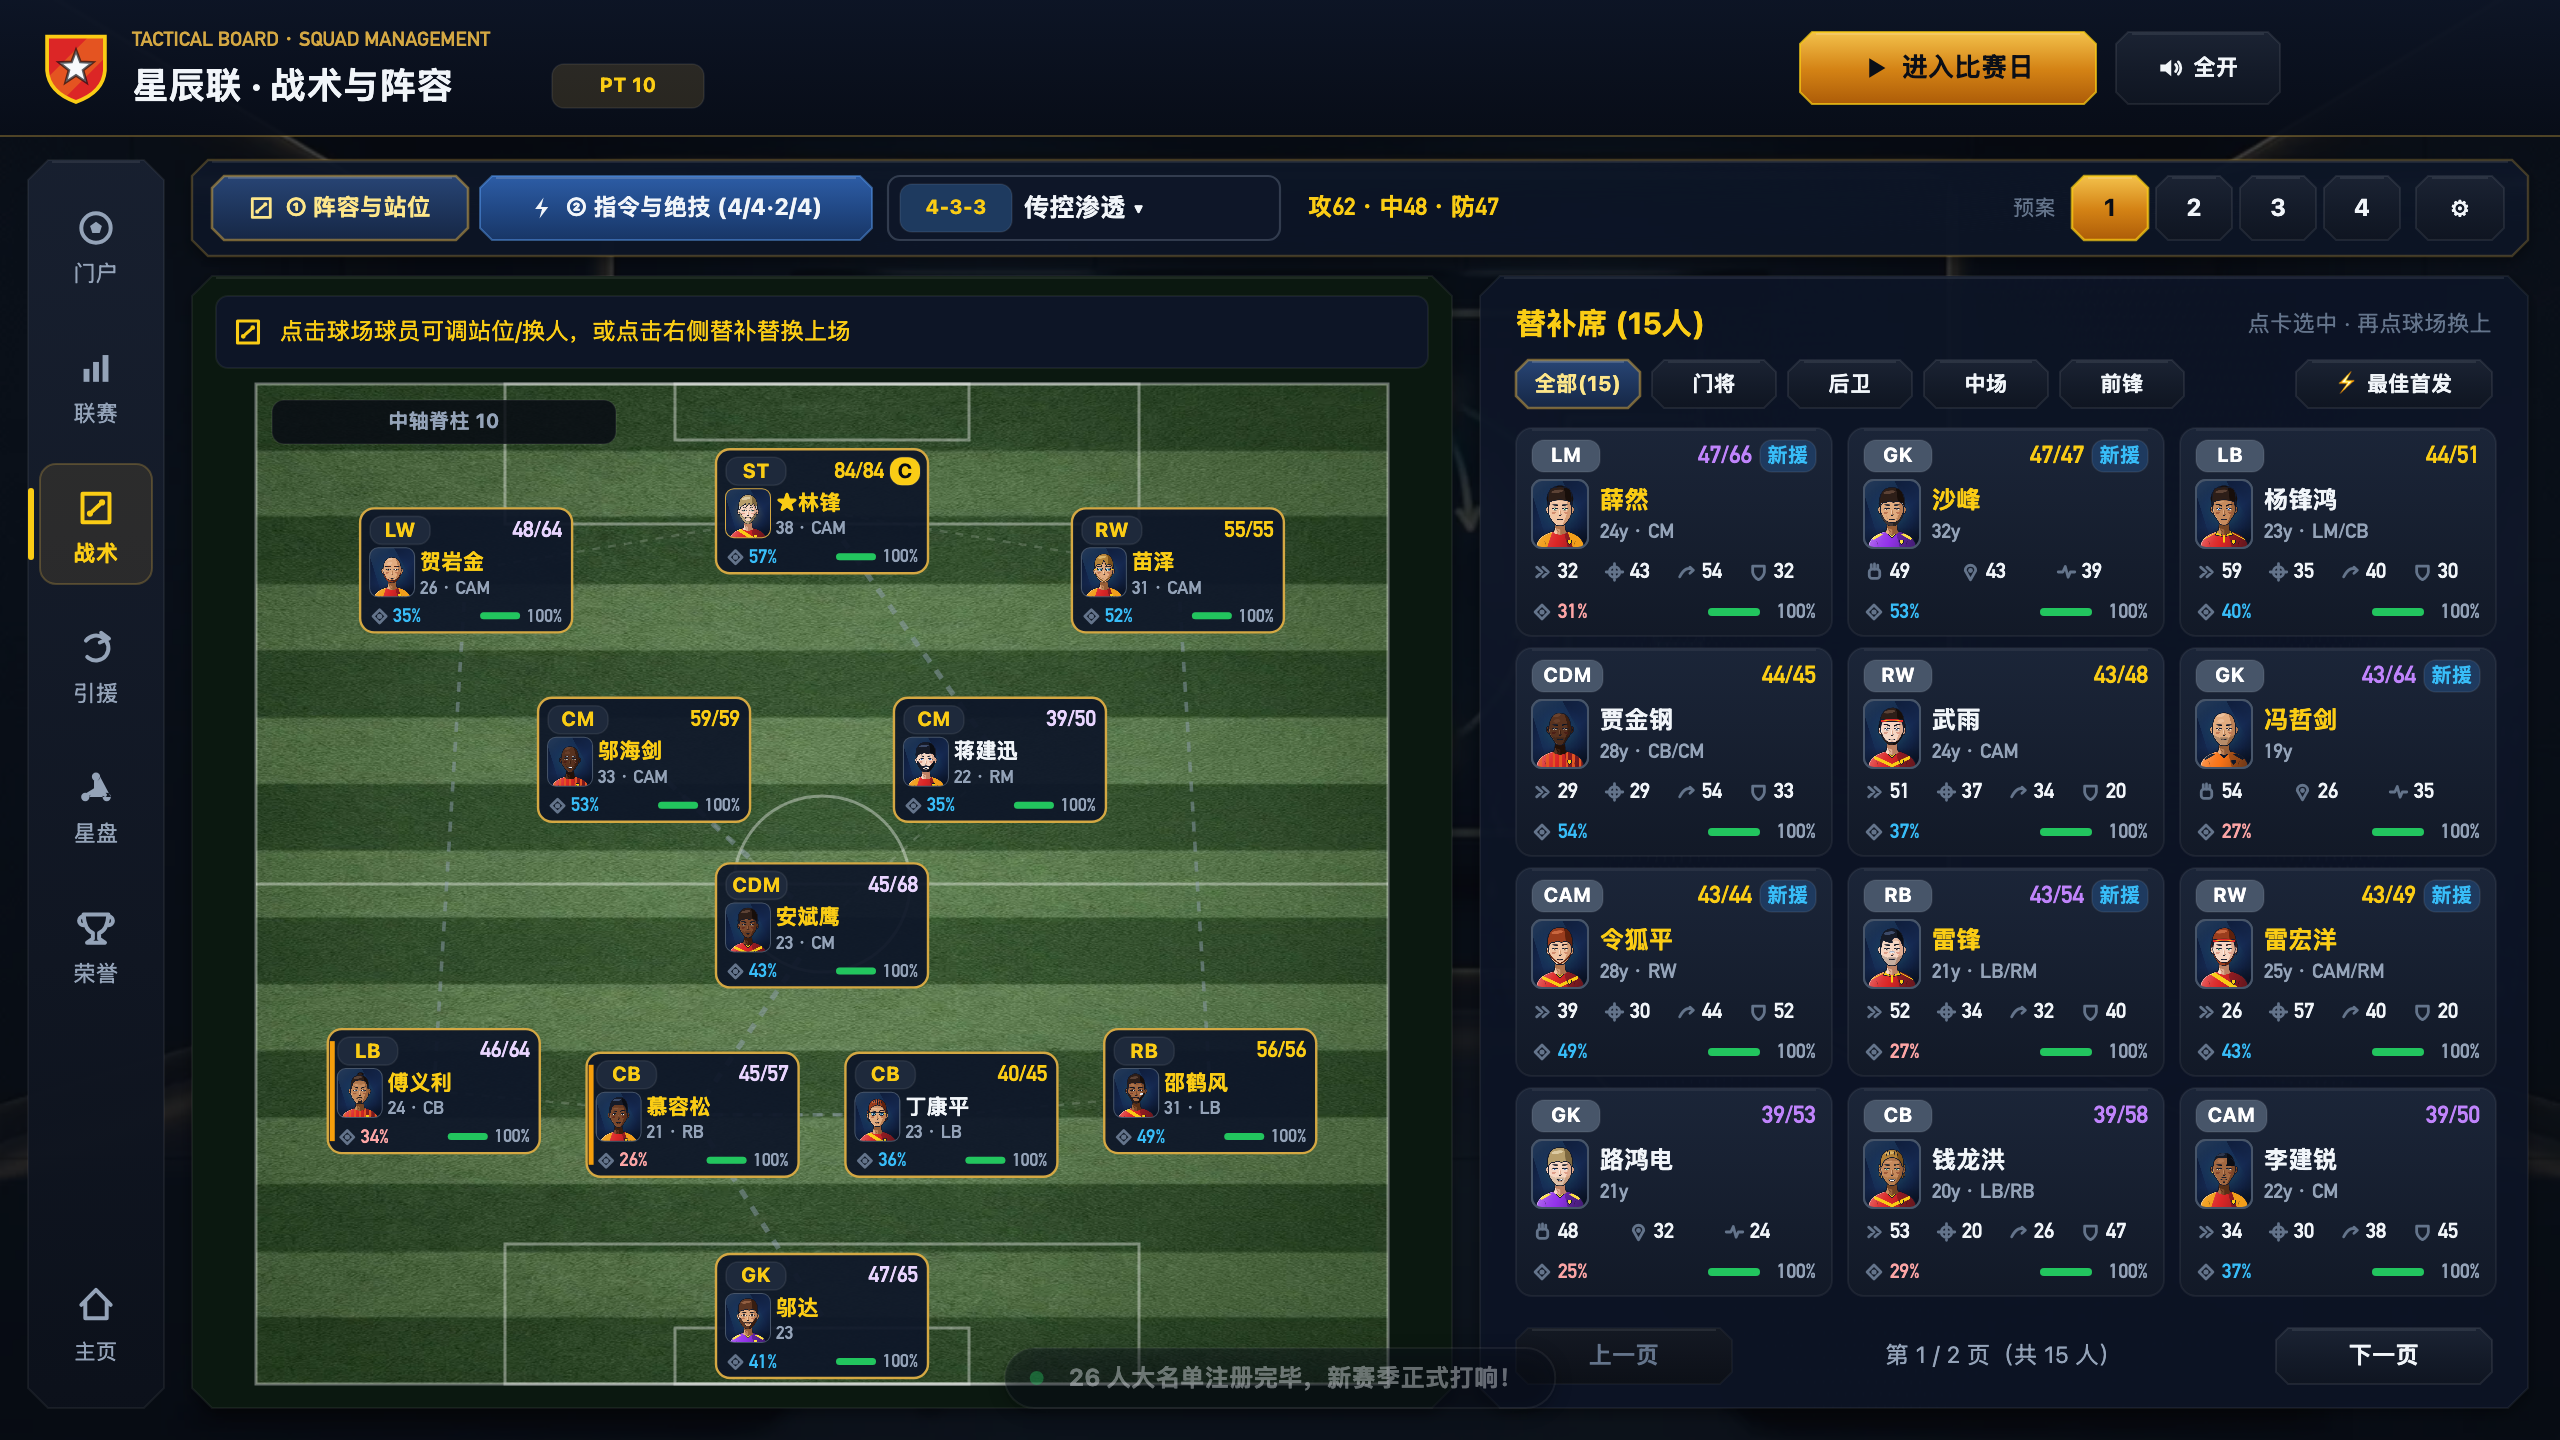 TACTICAL BOARD · SQUAD MANAGEMENT
星辰联 · 战术与阵容
PT 10
▶ 进入比赛日
全开
门户
联赛
战术
引援
星盘
荣誉
主页
① 阵容与站位
② 指令与绝技 (4/4·2/4)
4-3-3 传控渗透 ▾
攻62 · 中48 · 防47
预案 1 2 3 4
点击球场球员可调站位/换人，或点击右侧替补替换上场
中轴脊柱 10
ST 84/84 C
★林锋
38 · CAM
57% 100%
LW 48/64
贺岩金
26 · CAM
35% 100%
RW 55/55
苗泽
31 · CAM
52% 100%
CM 59/59
邬海剑
33 · CAM
53% 100%
CM 39/50
蒋建迅
22 · RM
35% 100%
CDM 45/68
安斌鹰
23 · CM
43% 100%
LB 46/64
傅义利
24 · CB
34% 100%
CB 45/57
慕容松
21 · RB
26% 100%
CB 40/45
丁康平
23 · LB
36% 100%
RB 56/56
邵鹤风
31 · LB
49% 100%
GK 47/65
邬达
23
41% 100%
26 人大名单注册完毕，新赛季正式打响！
替补席 (15人)
点卡选中 · 再点球场换上
全部(15) 门将 后卫 中场 前锋
最佳首发
LM 47/66 新援
薛然
24y · CM
32 43 54 32
31% 100%
GK 47/47 新援
沙峰
32y
49 43 39
53% 100%
LB 44/51
杨锋鸿
23y · LM/CB
59 35 40 30
40% 100%
CDM 44/45
贾金钢
28y · CB/CM
29 29 54 33
54% 100%
RW 43/48
武雨
24y · CAM
51 37 34 20
37% 100%
GK 43/64 新援
冯哲剑
19y
54 26 35
27% 100%
CAM 43/44 新援
令狐平
28y · RW
39 30 44 52
49% 100%
RB 43/54 新援
雷锋
21y · LB/RM
52 34 32 40
27% 100%
RW 43/49 新援
雷宏洋
25y · CAM/RM
26 57 40 20
43% 100%
GK 39/53
路鸿电
21y
48 32 24
25% 100%
CB 39/58
钱龙洪
20y · LB/RB
53 20 26 47
29% 100%
CAM 39/50
李建锐
22y · CM
34 30 38 45
37% 100%
上一页
第 1 / 2 页（共 15 人）
下一页